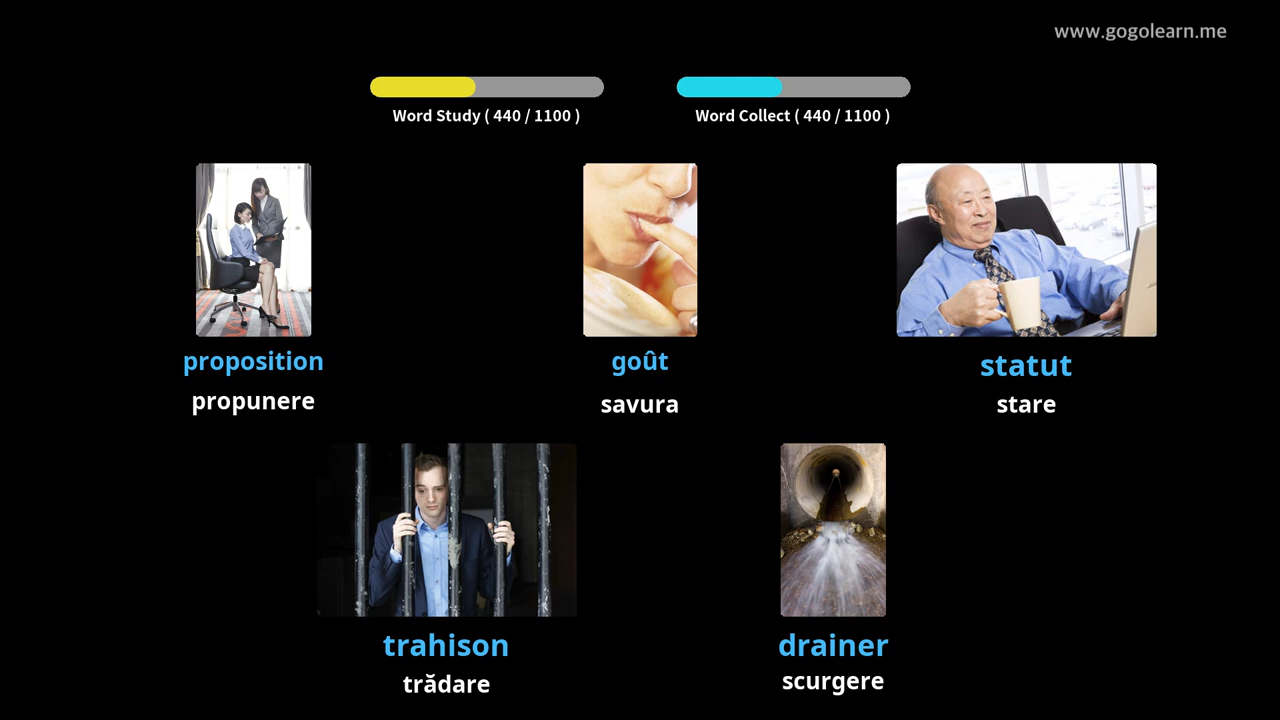 www.gogolearn.me
Word Study ( 440 / 1100 )
Word Collect ( 440 / 1100 )
proposition
propunere
goût
savura
statut
stare
trahison
trădare
drainer
scurgere